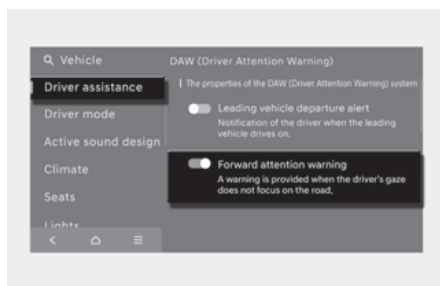 Vehicle
DAW (Driver Attention Warning)
Driver assistance
The properties of the DAW (Driver Attention Warning) system
Driver mode
Leading vehicle departure alert
Notification of the driver when the leading
vehicle drives on.
Active sound design
Climate
Forward attention warning
A warning is provided when the driver's gaze
does not focus on the road.
Seats
Lights